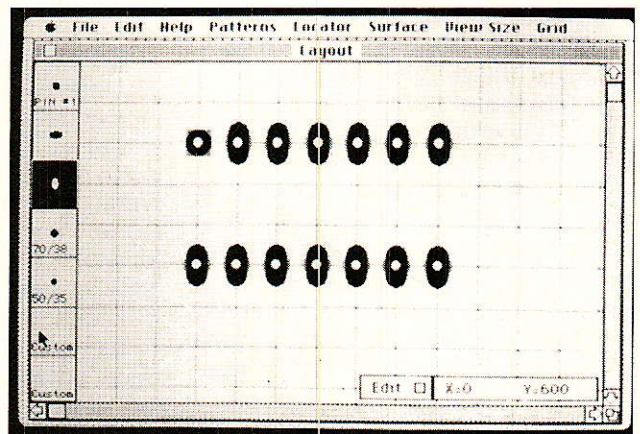 File Edit Help Patterns Locator Surface View Size Grid
Layout
PIN #1
70/38
50/35
Custom
Custom
Edit X:0 Y:600